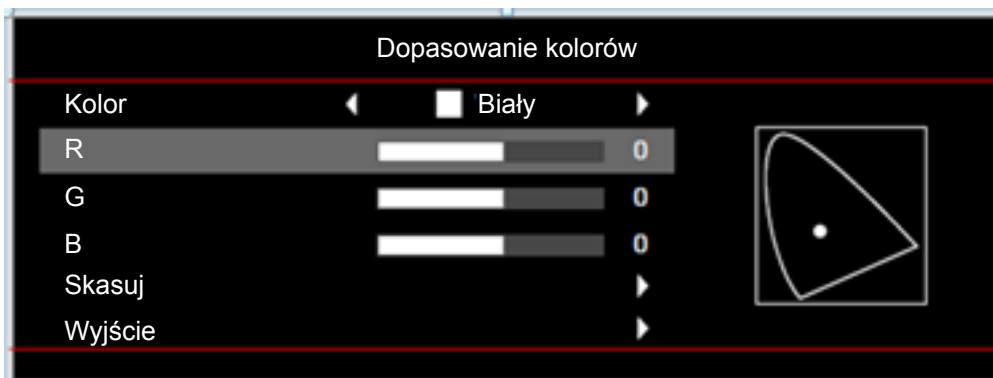 Dopasowanie kolorów
Kolor Biały
R 0
G 0
B 0
Skasuj
Wyjście